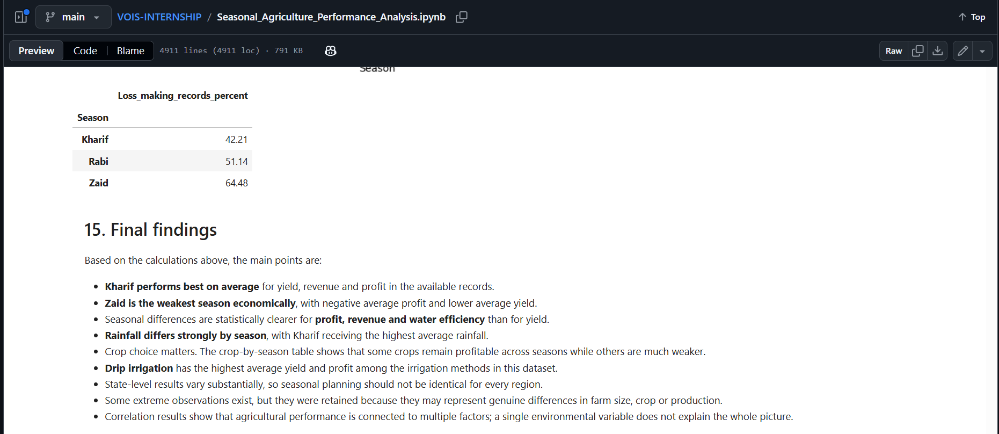 main
VOIS-INTERNSHIP / Seasonal_Agriculture_Performance_Analysis.ipynb
Top
Preview Code Blame 4911 lines (4911 loc) · 791 KB
Raw
Season
Loss_making_records_percent
Season
Kharif 42.21
Rabi 51.14
Zaid 64.48
15. Final findings
Based on the calculations above, the main points are:
• Kharif performs best on average for yield, revenue and profit in the available records.
• Zaid is the weakest season economically, with negative average profit and lower average yield.
• Seasonal differences are statistically clearer for profit, revenue and water efficiency than for yield.
• Rainfall differs strongly by season, with Kharif receiving the highest average rainfall.
• Crop choice matters. The crop-by-season table shows that some crops remain profitable across seasons while others are much weaker.
• Drip irrigation has the highest average yield and profit among the irrigation methods in this dataset.
• State-level results vary substantially, so seasonal planning should not be identical for every region.
• Some extreme observations exist, but they were retained because they may represent genuine differences in farm size, crop or production.
• Correlation results show that agricultural performance is connected to multiple factors; a single environmental variable does not explain the whole picture.